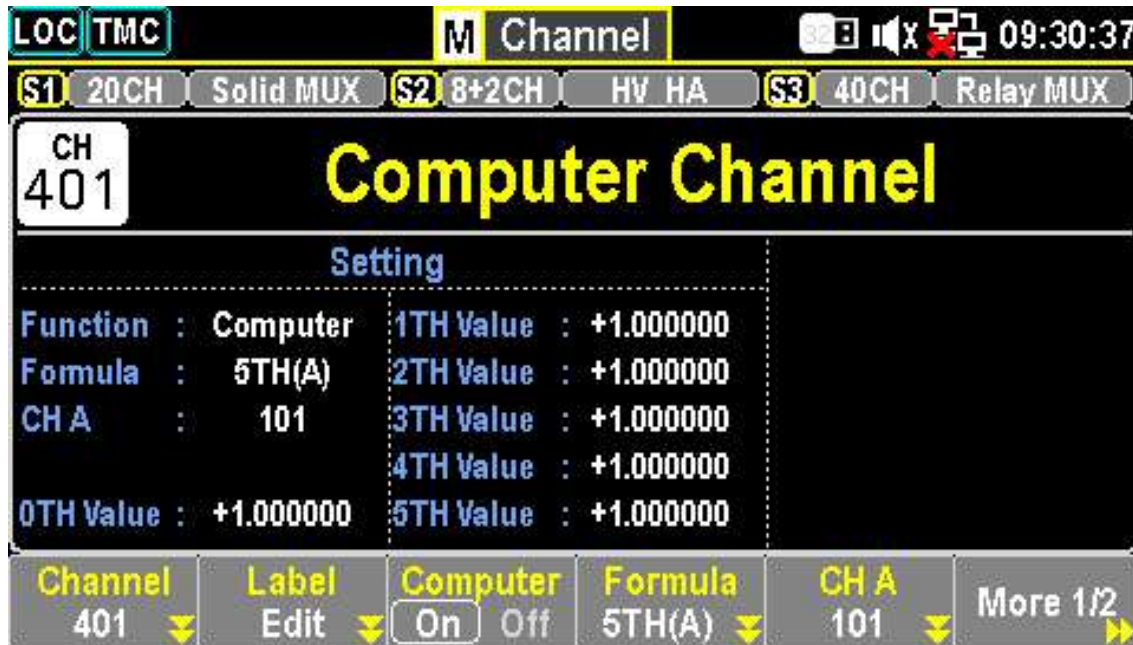 LOC TMC M Channel 32 x 09:30:37
S1 20CH Solid MUX S2 8+2CH HV HA S3 40CH Relay MUX
CH
401 Computer Channel
Setting
Function : Computer 1TH Value : +1.000000
Formula : 5TH(A) 2TH Value : +1.000000
CH A : 101 3TH Value : +1.000000
4TH Value : +1.000000
0TH Value : +1.000000 5TH Value : +1.000000
Channel Label Computer Formula CH A
401 Edit On Off 5TH(A) 101 More 1/2